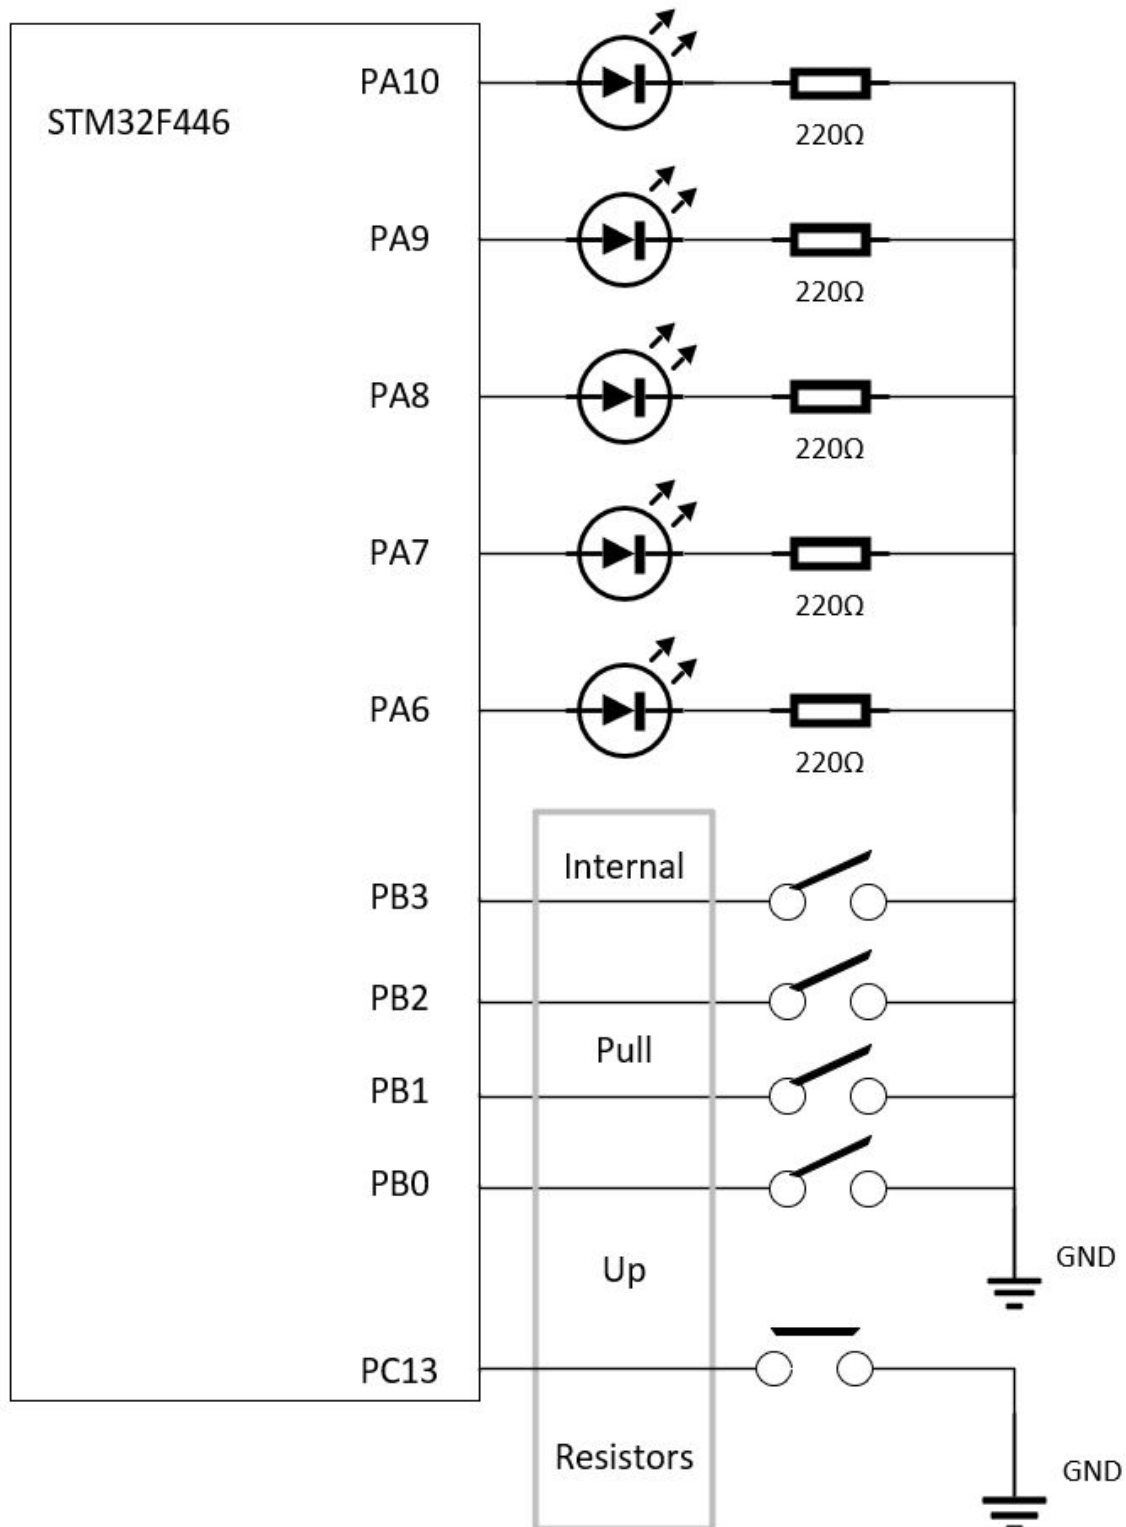 PA10
STM32F446
220Ω
PA9
220Ω
PA8
220Ω
PA7
220Ω
PA6
220Ω
Internal
PB3
PB2
Pull
PB1
PB0
GND
Up
PC13
Resistors
GND